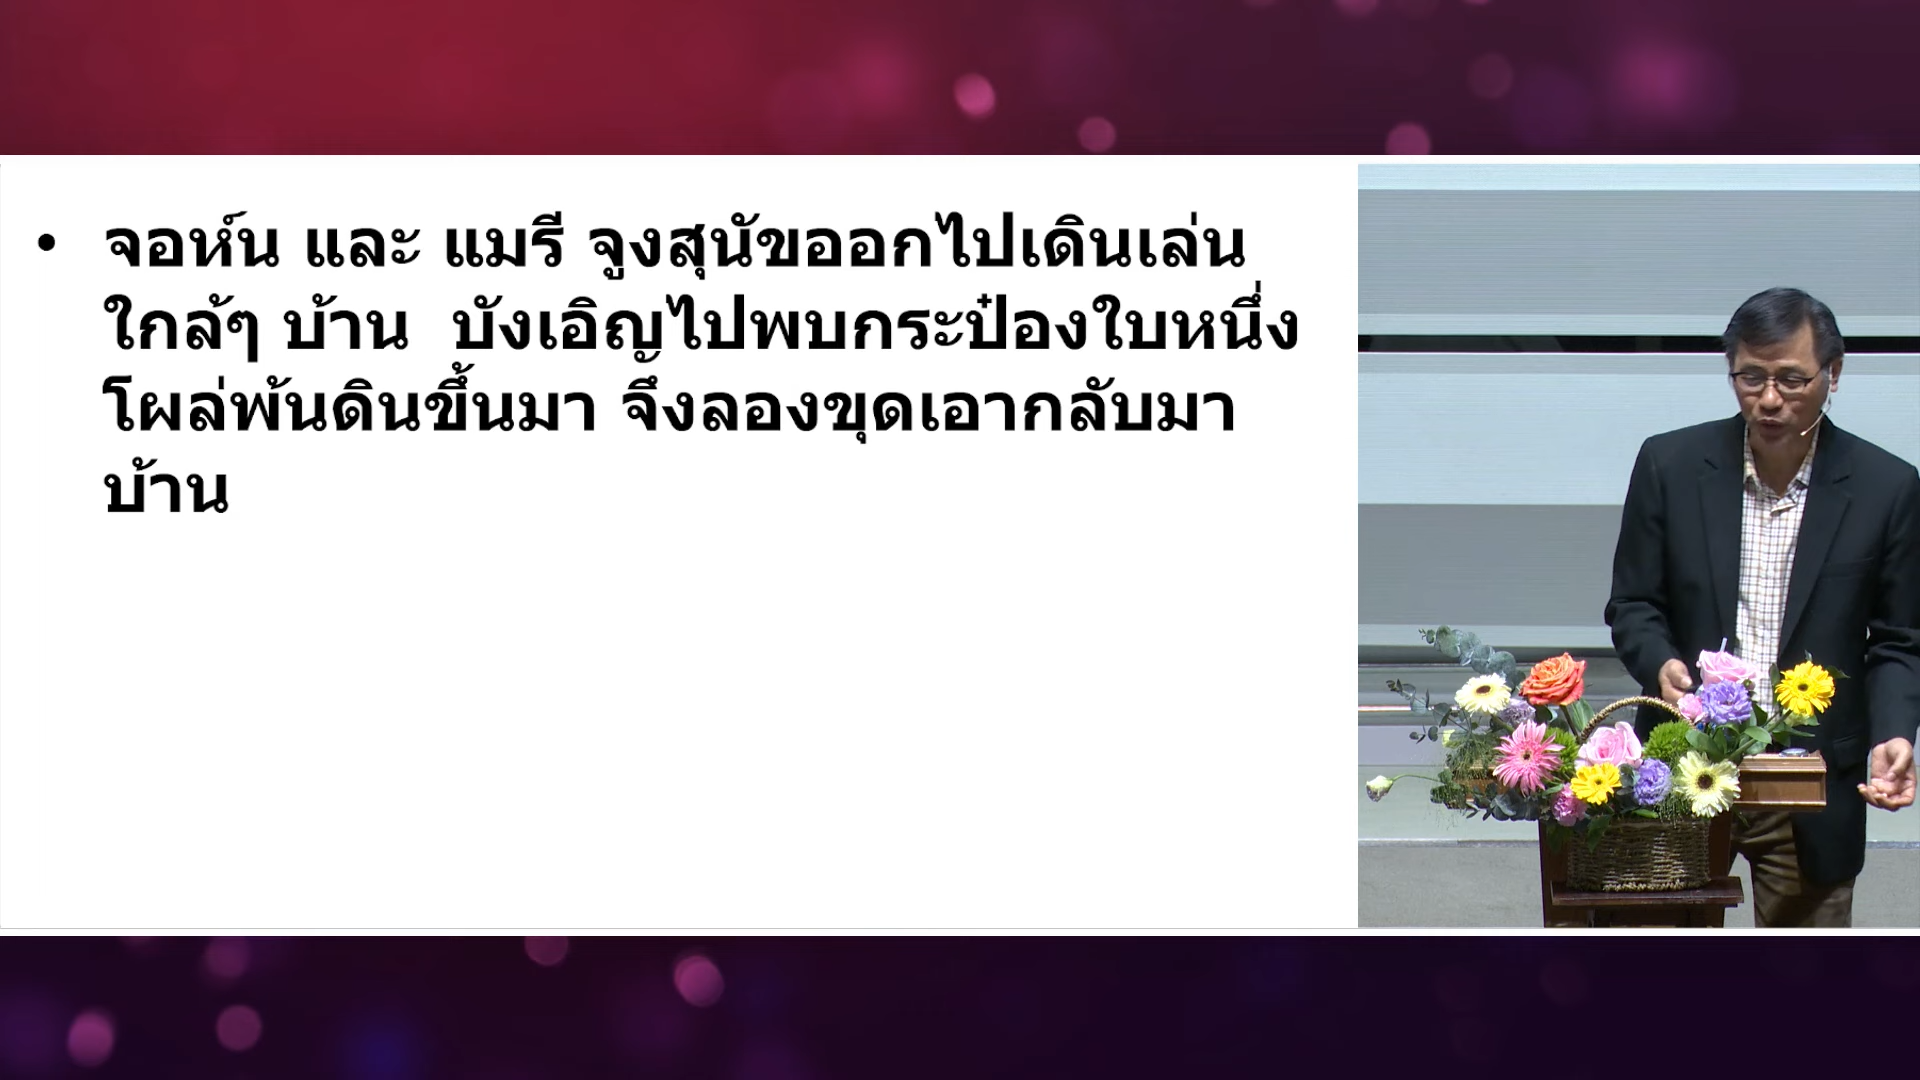 • จอห์น และ แมรี จูงสุนัขออกไปเดินเล่น
ใกล้ๆ บ้าน บังเอิญไปพบกระป๋องใบหนึ่ง
โผล่พ้นดินขึ้นมา จึงลองขุดเอากลับมา
บ้าน